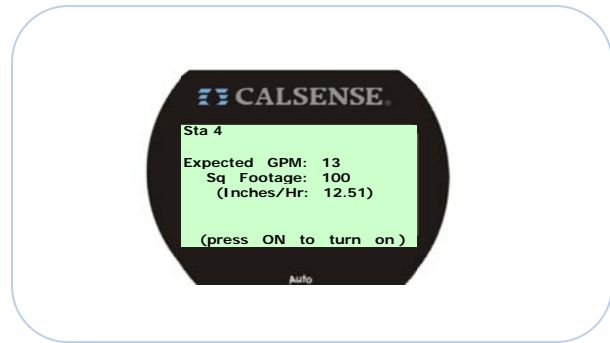 CALSENSE®
Sta 4
Expected GPM: 13
Sq Footage: 100
(Inches/Hr: 12.51)
(press ON to turn on)
Auto